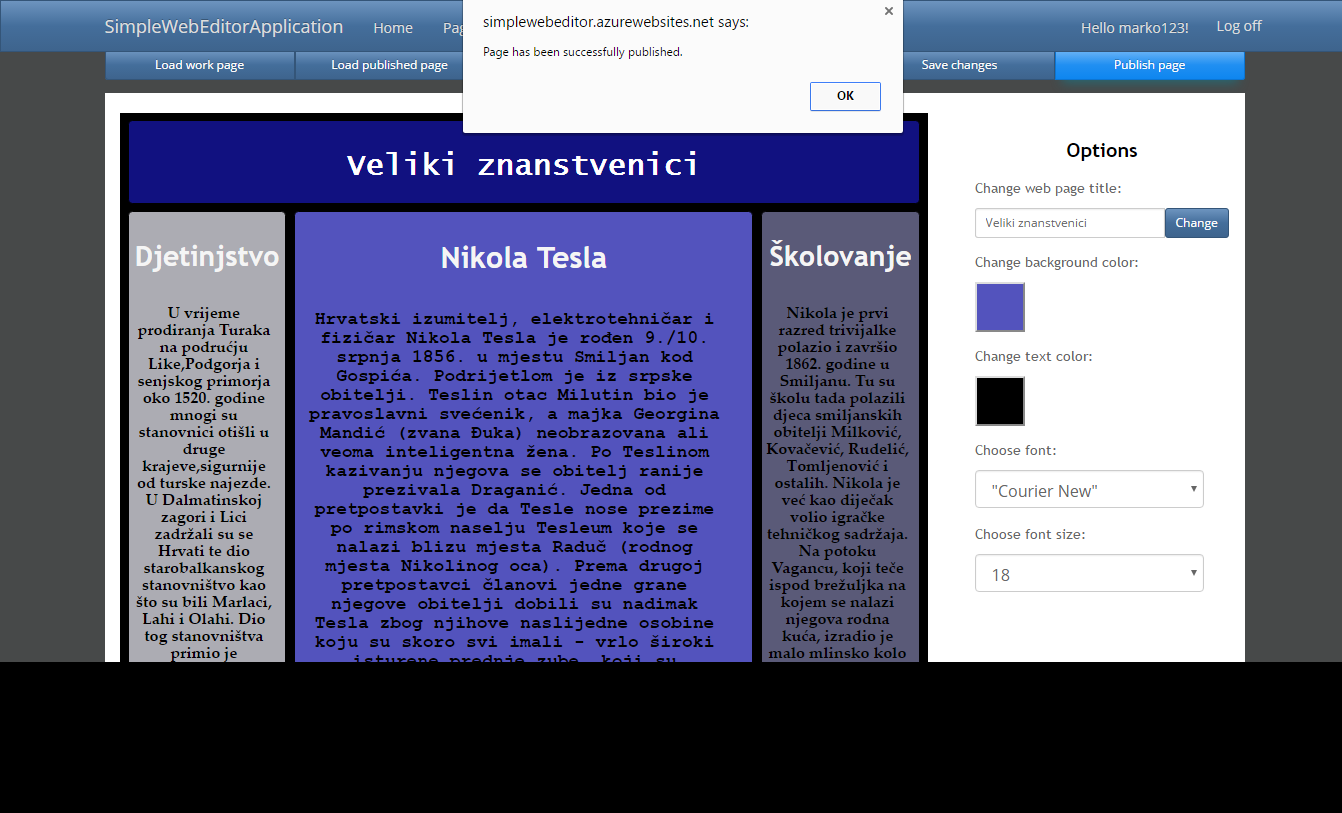 SimpleWebEditorApplication
Home
Hello marko123!
Log off
simplewebeditor.azurewebsites.net says:
Page has been successfully published.
OK
Load work page
Load published page
Save changes
Publish page
Veliki znanstvenici
Djetinjstvo
U vrijeme
prodiranja Turaka
na području
Like,Podgorja i
senjskog primorja
oko 1520. godine
mnogi su
stanovnici otišli u
druge
krajeve,sigurnije
od turske najezde.
U Dalmatinskoj
zagori i Lici
zadržali su se
Hrvati te dio
starobalkanskog
stanovništvo kao
što su bili Marlaci,
Lahi i Olahi. Dio
tog stanovništva
primio je
Nikola Tesla
Hrvatski izumitelj, elektrotehničar i
fizičar Nikola Tesla je rođen 9./10.
srpnja 1856. u mjestu Smiljan kod
Gospića. Podrijetlom je iz srpske
obitelji. Teslin otac Milutin bio je
pravoslavni svećenik, a majka Georgina
Mandić (zvana Đuka) neobrazovana ali
veoma inteligentna žena. Po Teslinom
kazivanju njegova se obitelj ranije
prezivala Draganić. Jedna od
pretpostavki je da Tesle nose prezime
po rimskom naselju Tesleum koje se
nalazi blizu mjesta Raduč (rodnog
mjesta Nikolinog oca). Prema drugoj
pretpostavci članovi jedne grane
njegove obitelji dobili su nadimak
Tesla zbog njihove naslijedne osobine
koju su skoro svi imali – vrlo široki
isturene prednje zube, koji su
Školovanje
Nikola je prvi
razred trivijalke
polazio i završio
1862. godine u
Smiljanu. Tu su
školu tada polazili
djeca smiljanskih
obitelji Milković,
Kovačević, Rudelić,
Tomljenović i
ostalih. Nikola je
već kao diječak
volio igračke
tehničkog sadržaja.
Na potoku
Vagancu, koji teče
ispod brežuljka na
kojem se nalazi
njegova rodna
kuća, izradio je
malo mlinsko kolo
Options
Change web page title:
Veliki znanstvenici
Change
Change background color:
Change text color:
Choose font:
"Courier New"
Choose font size:
18